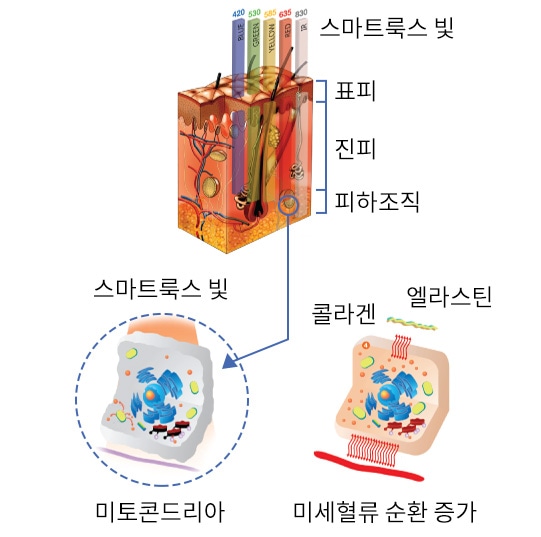 420 530 585 635 830
BLUE GREEN YELLOW RED IR
스마트룩스 빛
표피
진피
피하조직
스마트룩스 빛
엘라스틴
콜라겐
4
미토콘드리아
미세혈류 순환 증가